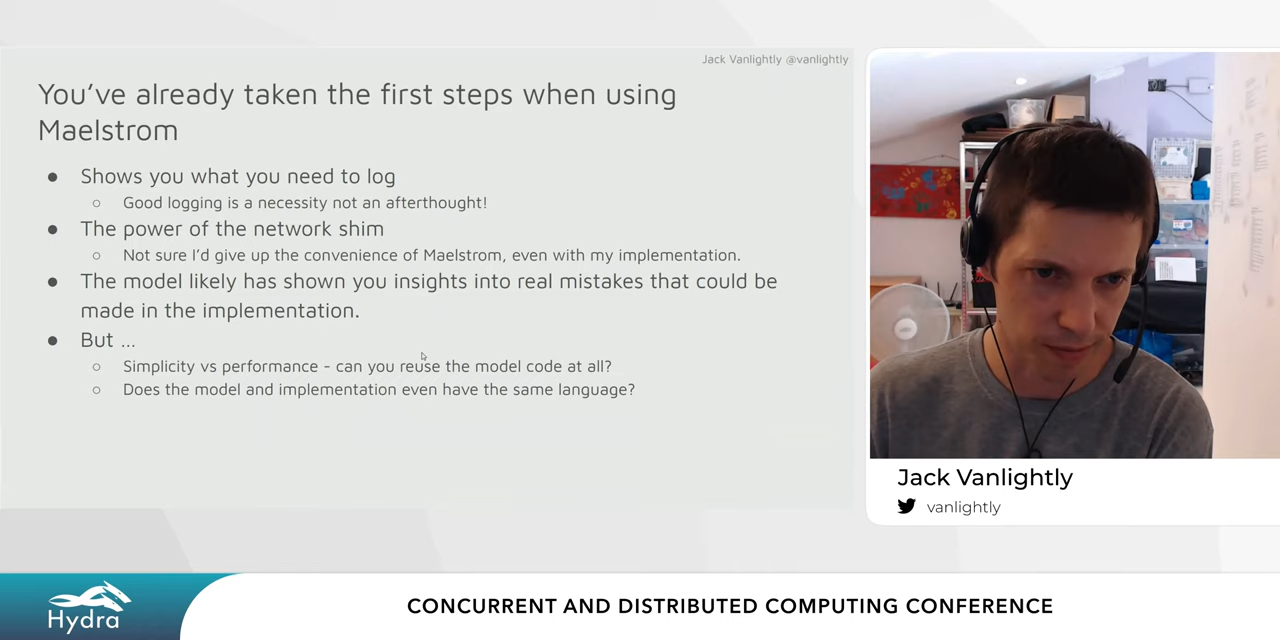 Jack Vanlightly @vanlightly
You've already taken the first steps when using
Maelstrom
● Shows you what you need to log
○ Good logging is a necessity not an afterthought!
● The power of the network shim
○ Not sure I'd give up the convenience of Maelstrom, even with my implementation.
● The model likely has shown you insights into real mistakes that could be
made in the implementation.
● But ...
○ Simplicity vs performance - can you reuse the model code at all?
○ Does the model and implementation even have the same language?
Jack Vanlightly
vanlightly
Hydra
CONCURRENT AND DISTRIBUTED COMPUTING CONFERENCE